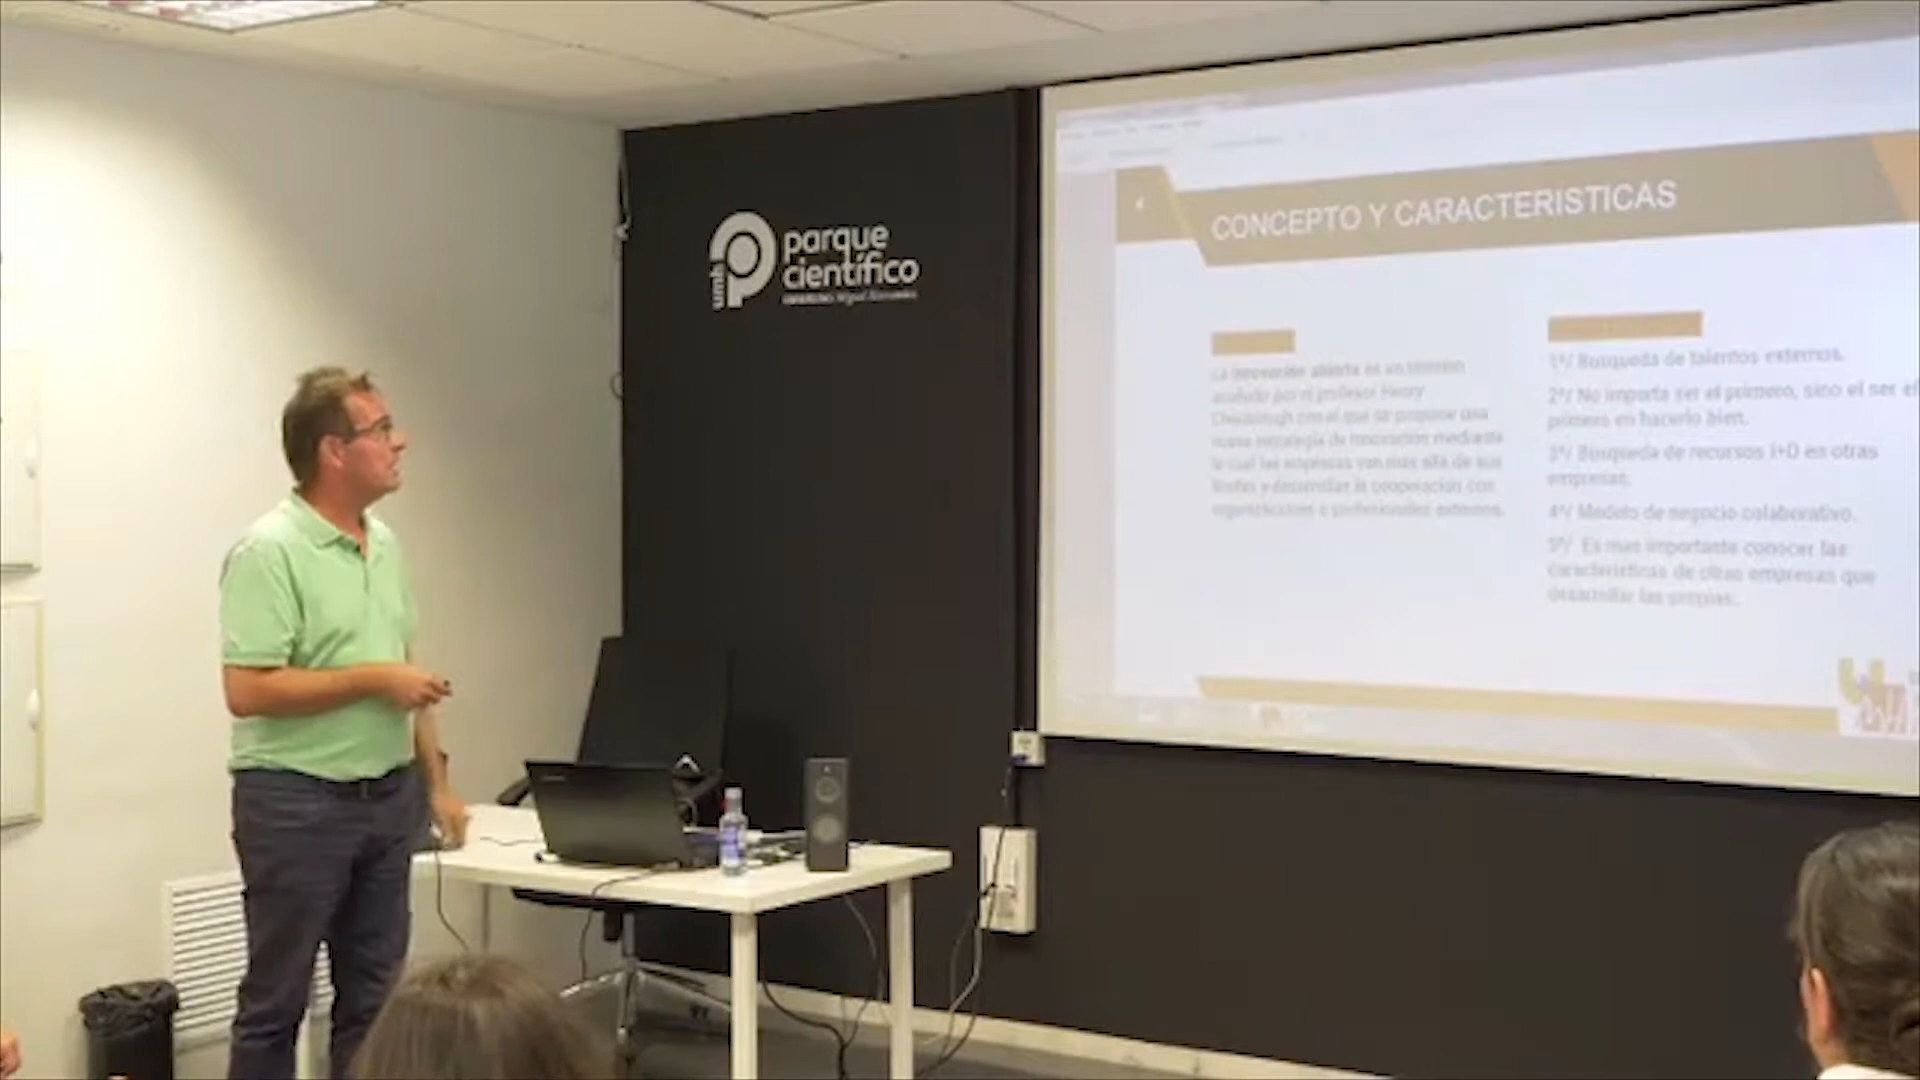 umh
parque
científico
CONCEPTO Y CARACTERISTICAS
La innovación abierta es un término
acuñado por el profesor Henry
Chesbrough con el que se propone una
nueva estrategia de innovación mediante
la cual las empresas van más allá de sus
límites y desarrollan la cooperación con
organizaciones o profesionales externos.
1º/ Busqueda de talentos externos.
2º/ No importa ser el primero, sino el ser el
primero en hacerlo bien.
3º/ Busqueda de recursos I+D en otras
empresas.
4º/ Modelo de negocio colaborativo.
5º/ Es mas importante conocer las
características de otras empresas que
desarrollar las propias.